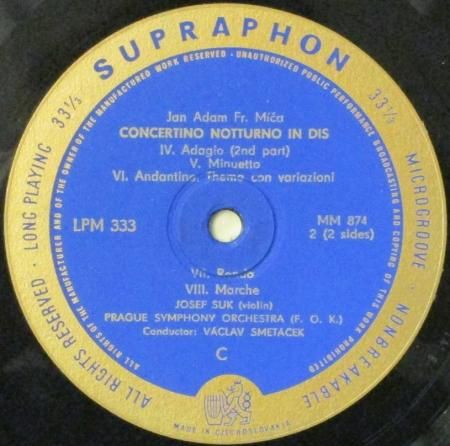 SUPRAPHON
LONG PLAYING 33⅓
33⅓ MICROGROOVE · NONBREAKABLE
ALL RIGHTS RESERVED ·
ALL RIGHTS OF THE MANUFACTURER AND OF THE OWNER OF THE MANUFACTURED WORK RESERVED · UNAUTHORIZED PUBLIC PERFORMANCE BROADCASTING AND COPYING OF THIS WORK PROHIBITED
Jan Adam Fr. Míča
CONCERTINO NOTTURNO IN DIS
IV. Adagio (2nd part)
V. Minuetto
VI. Andantino. Thema con variazioni
LPM 333
MM 874
2 (2 sides)
VII. Rondo
VIII. Marche
JOSEF SUK (violin)
PRAGUE SYMPHONY ORCHESTRA (F. O. K.)
Conductor: VÁCLAV SMETÁČEK
C
MADE IN CZECHOSLOVAKIA